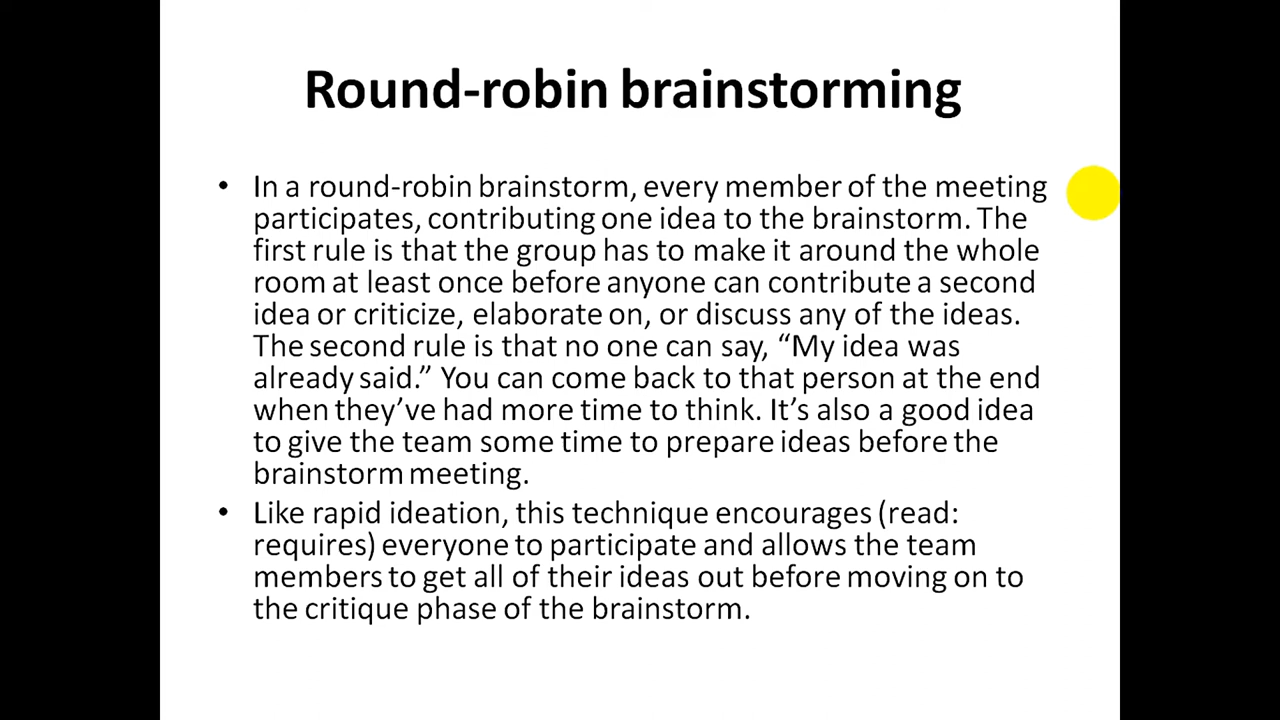 Round-robin brainstorming
• In a round-robin brainstorm, every member of the meeting
participates, contributing one idea to the brainstorm. The
first rule is that the group has to make it around the whole
room at least once before anyone can contribute a second
idea or criticize, elaborate on, or discuss any of the ideas.
The second rule is that no one can say, “My idea was
already said.” You can come back to that person at the end
when they’ve had more time to think. It’s also a good idea
to give the team some time to prepare ideas before the
brainstorm meeting.
• Like rapid ideation, this technique encourages (read:
requires) everyone to participate and allows the team
members to get all of their ideas out before moving on to
the critique phase of the brainstorm.